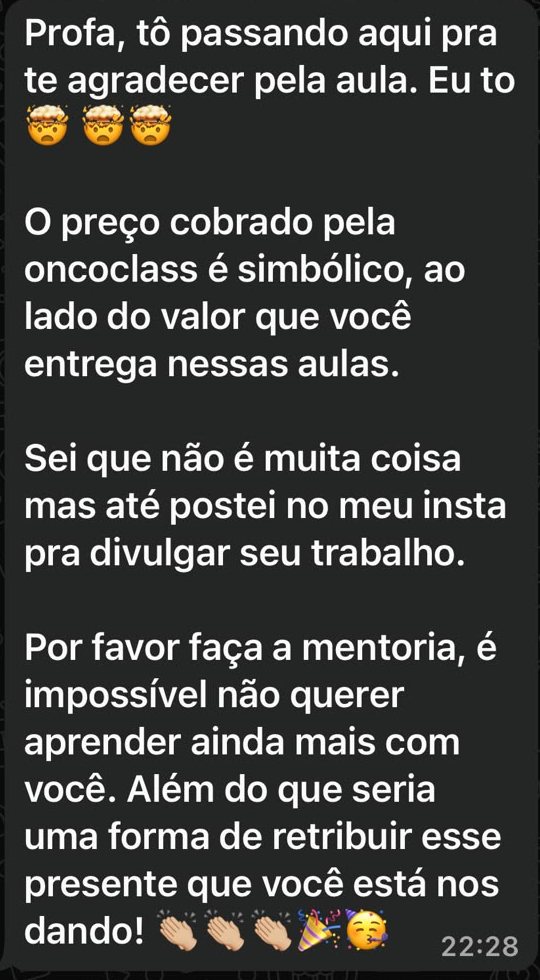 Profa, tô passando aqui pra
te agradecer pela aula. Eu to
🤯 🤯🤯
O preço cobrado pela
oncoclass é simbólico, ao
lado do valor que você
entrega nessas aulas.
Sei que não é muita coisa
mas até postei no meu insta
pra divulgar seu trabalho.
Por favor faça a mentoria, é
impossível não querer
aprender ainda mais com
você. Além do que seria
uma forma de retribuir esse
presente que você está nos
dando! 👏🏼👏🏼👏🏼🎉🥳
22:28